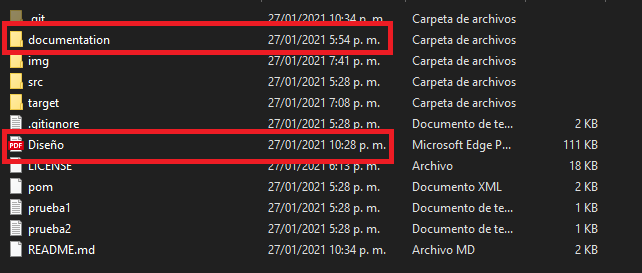 .git 27/01/2021 10:34 p. m. Carpeta de archivos
documentation 27/01/2021 5:54 p. m. Carpeta de archivos
img 27/01/2021 7:41 p. m. Carpeta de archivos
src 27/01/2021 5:28 p. m. Carpeta de archivos
target 27/01/2021 7:08 p. m. Carpeta de archivos
.gitignore 27/01/2021 5:28 p. m. Documento de te... 2 KB
PDF Diseño 27/01/2021 10:28 p. m. Microsoft Edge P... 111 KB
LICENSE 27/01/2021 6:13 p. m. Archivo 18 KB
pom 27/01/2021 5:28 p. m. Documento XML 2 KB
prueba1 27/01/2021 5:28 p. m. Documento de te... 1 KB
prueba2 27/01/2021 5:28 p. m. Documento de te... 1 KB
README.md 27/01/2021 10:34 p. m. Archivo MD 2 KB